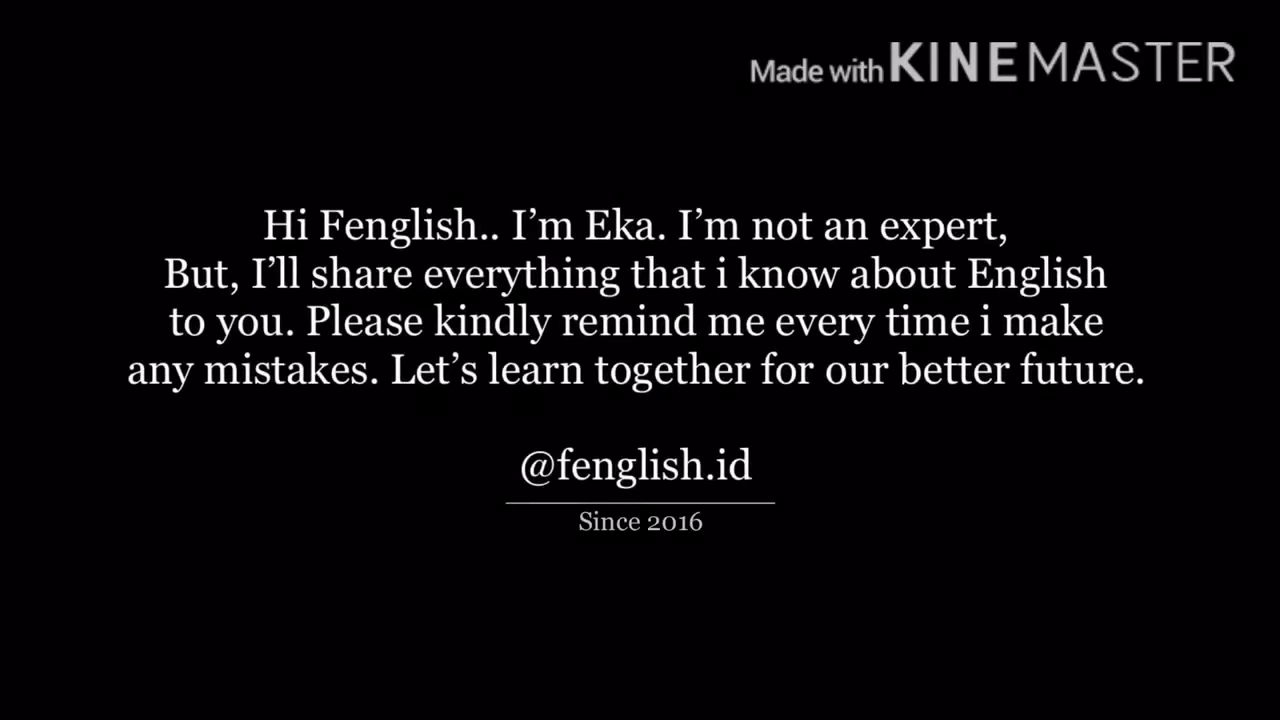 Made with KINEMASTER
Hi Fenglish.. I’m Eka. I’m not an expert,
But, I’ll share everything that i know about English
to you. Please kindly remind me every time i make
any mistakes. Let’s learn together for our better future.
@fenglish.id
Since 2016